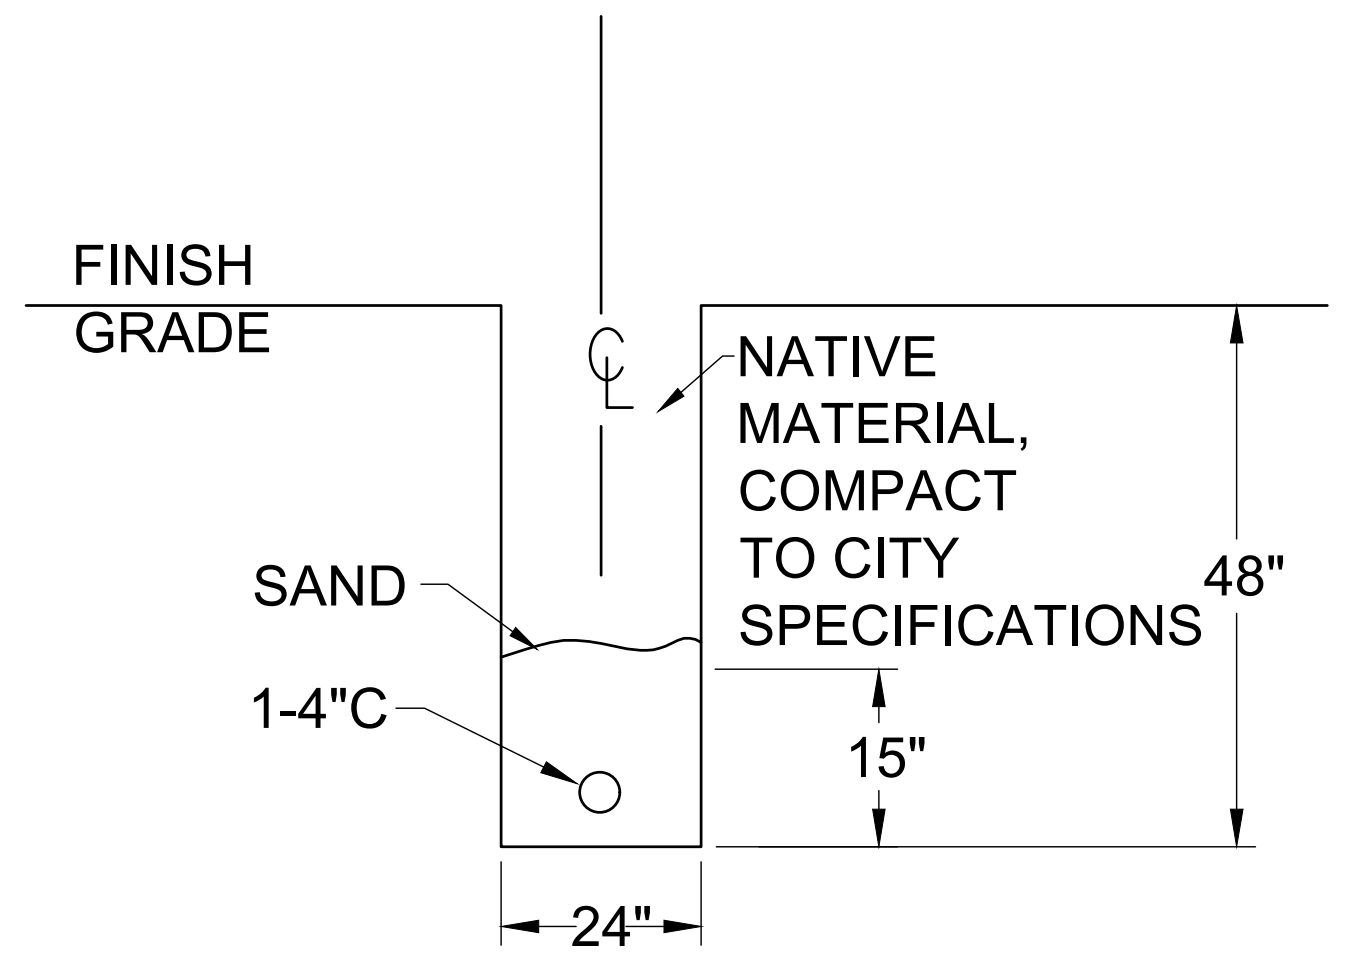 FINISH
GRADE
℄
NATIVE
MATERIAL,
COMPACT
TO CITY
SPECIFICATIONS
48"
SAND
1-4"C
15"
24"